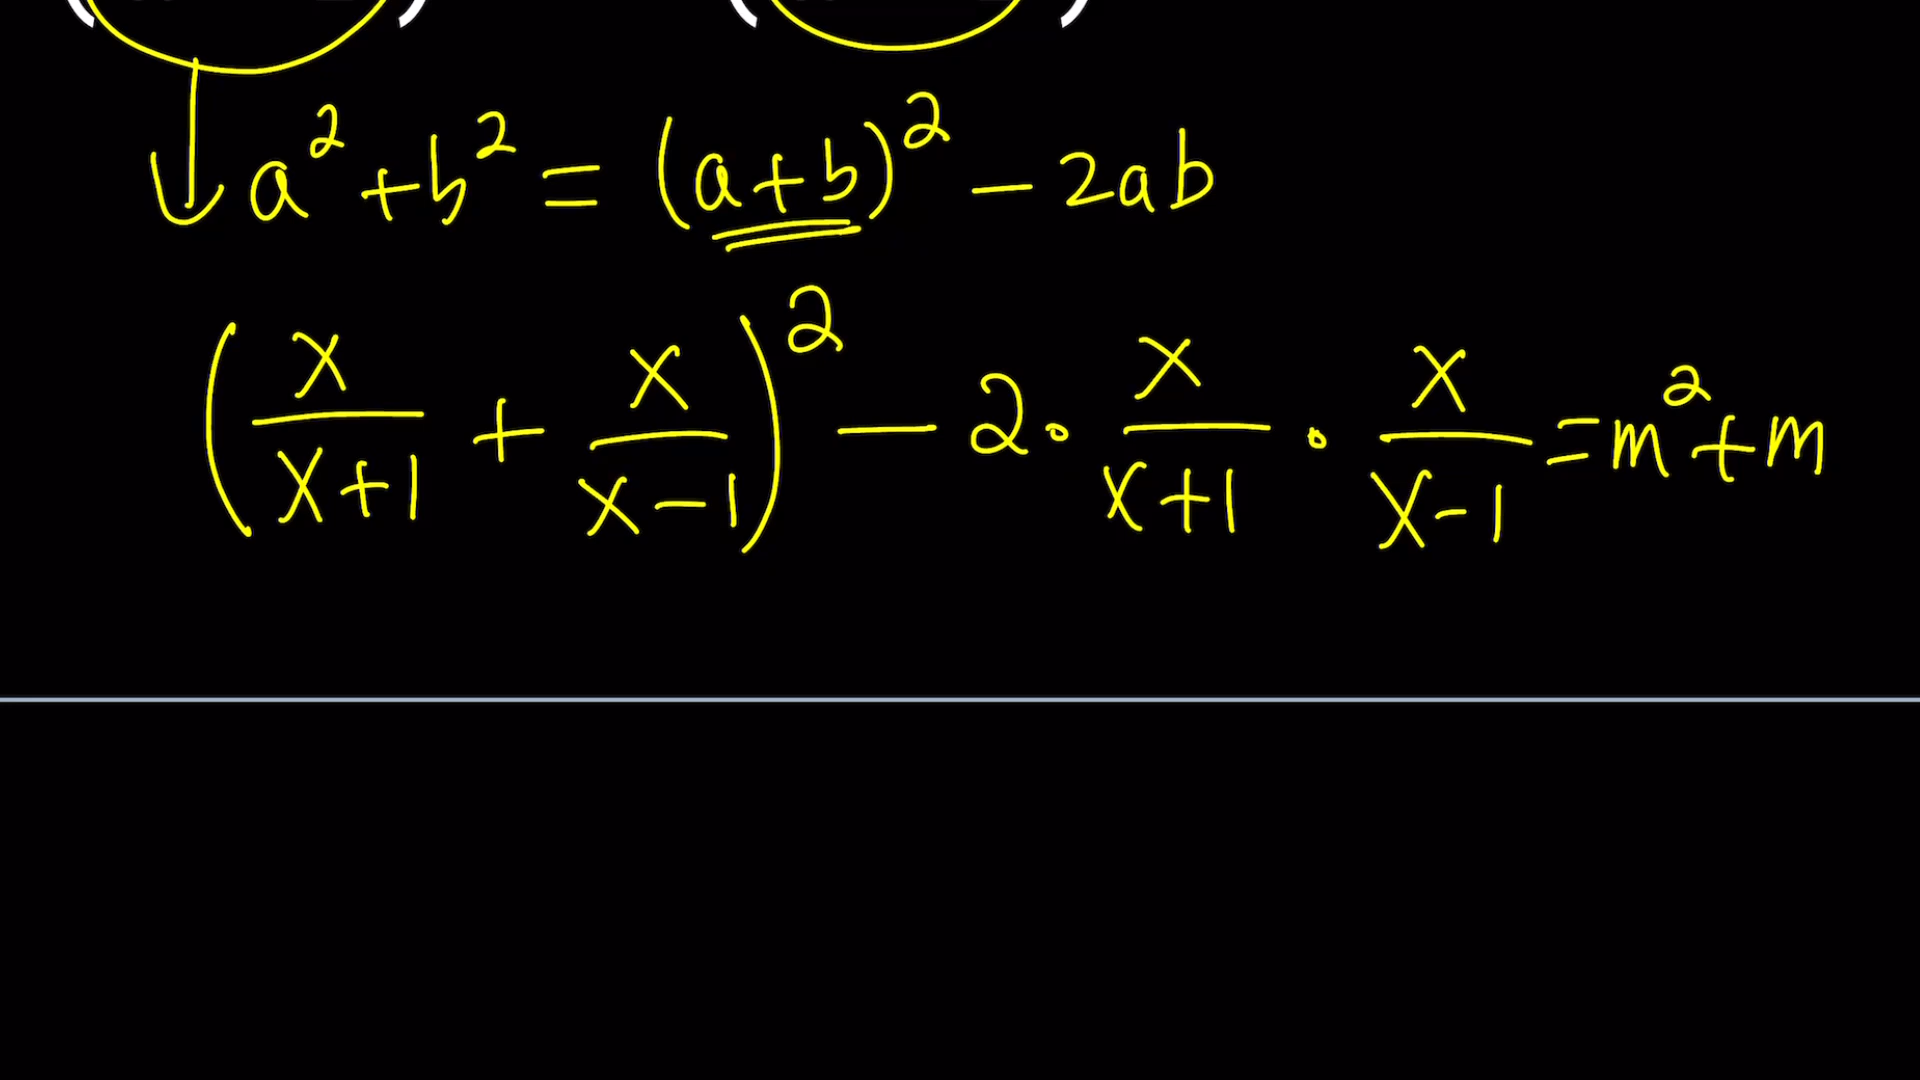 a² + b² = (a+b)² − 2ab
(x/(x+1) + x/(x−1))² − 2 · x/(x+1) · x/(x−1) = m² + m